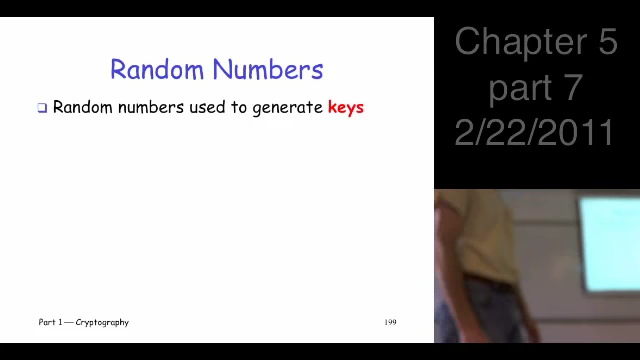 Random Numbers
Random numbers used to generate keys
Part 1 — Cryptography
199
Chapter 5
part 7
2/22/2011